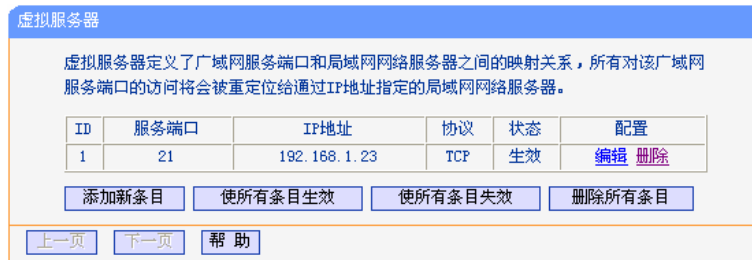 虚拟服务器
虚拟服务器定义了广域网服务端口和局域网网络服务器之间的映射关系，所有对该广域网
服务端口的访问将会被重定位给通过IP地址指定的局域网网络服务器。
ID 服务端口 IP地址 协议 状态 配置
1 21 192.168.1.23 TCP 生效 编辑 删除
添加新条目 使所有条目生效 使所有条目失效 删除所有条目
上一页 下一页 帮 助